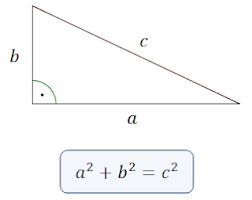 c
b
a
a² + b² = c²